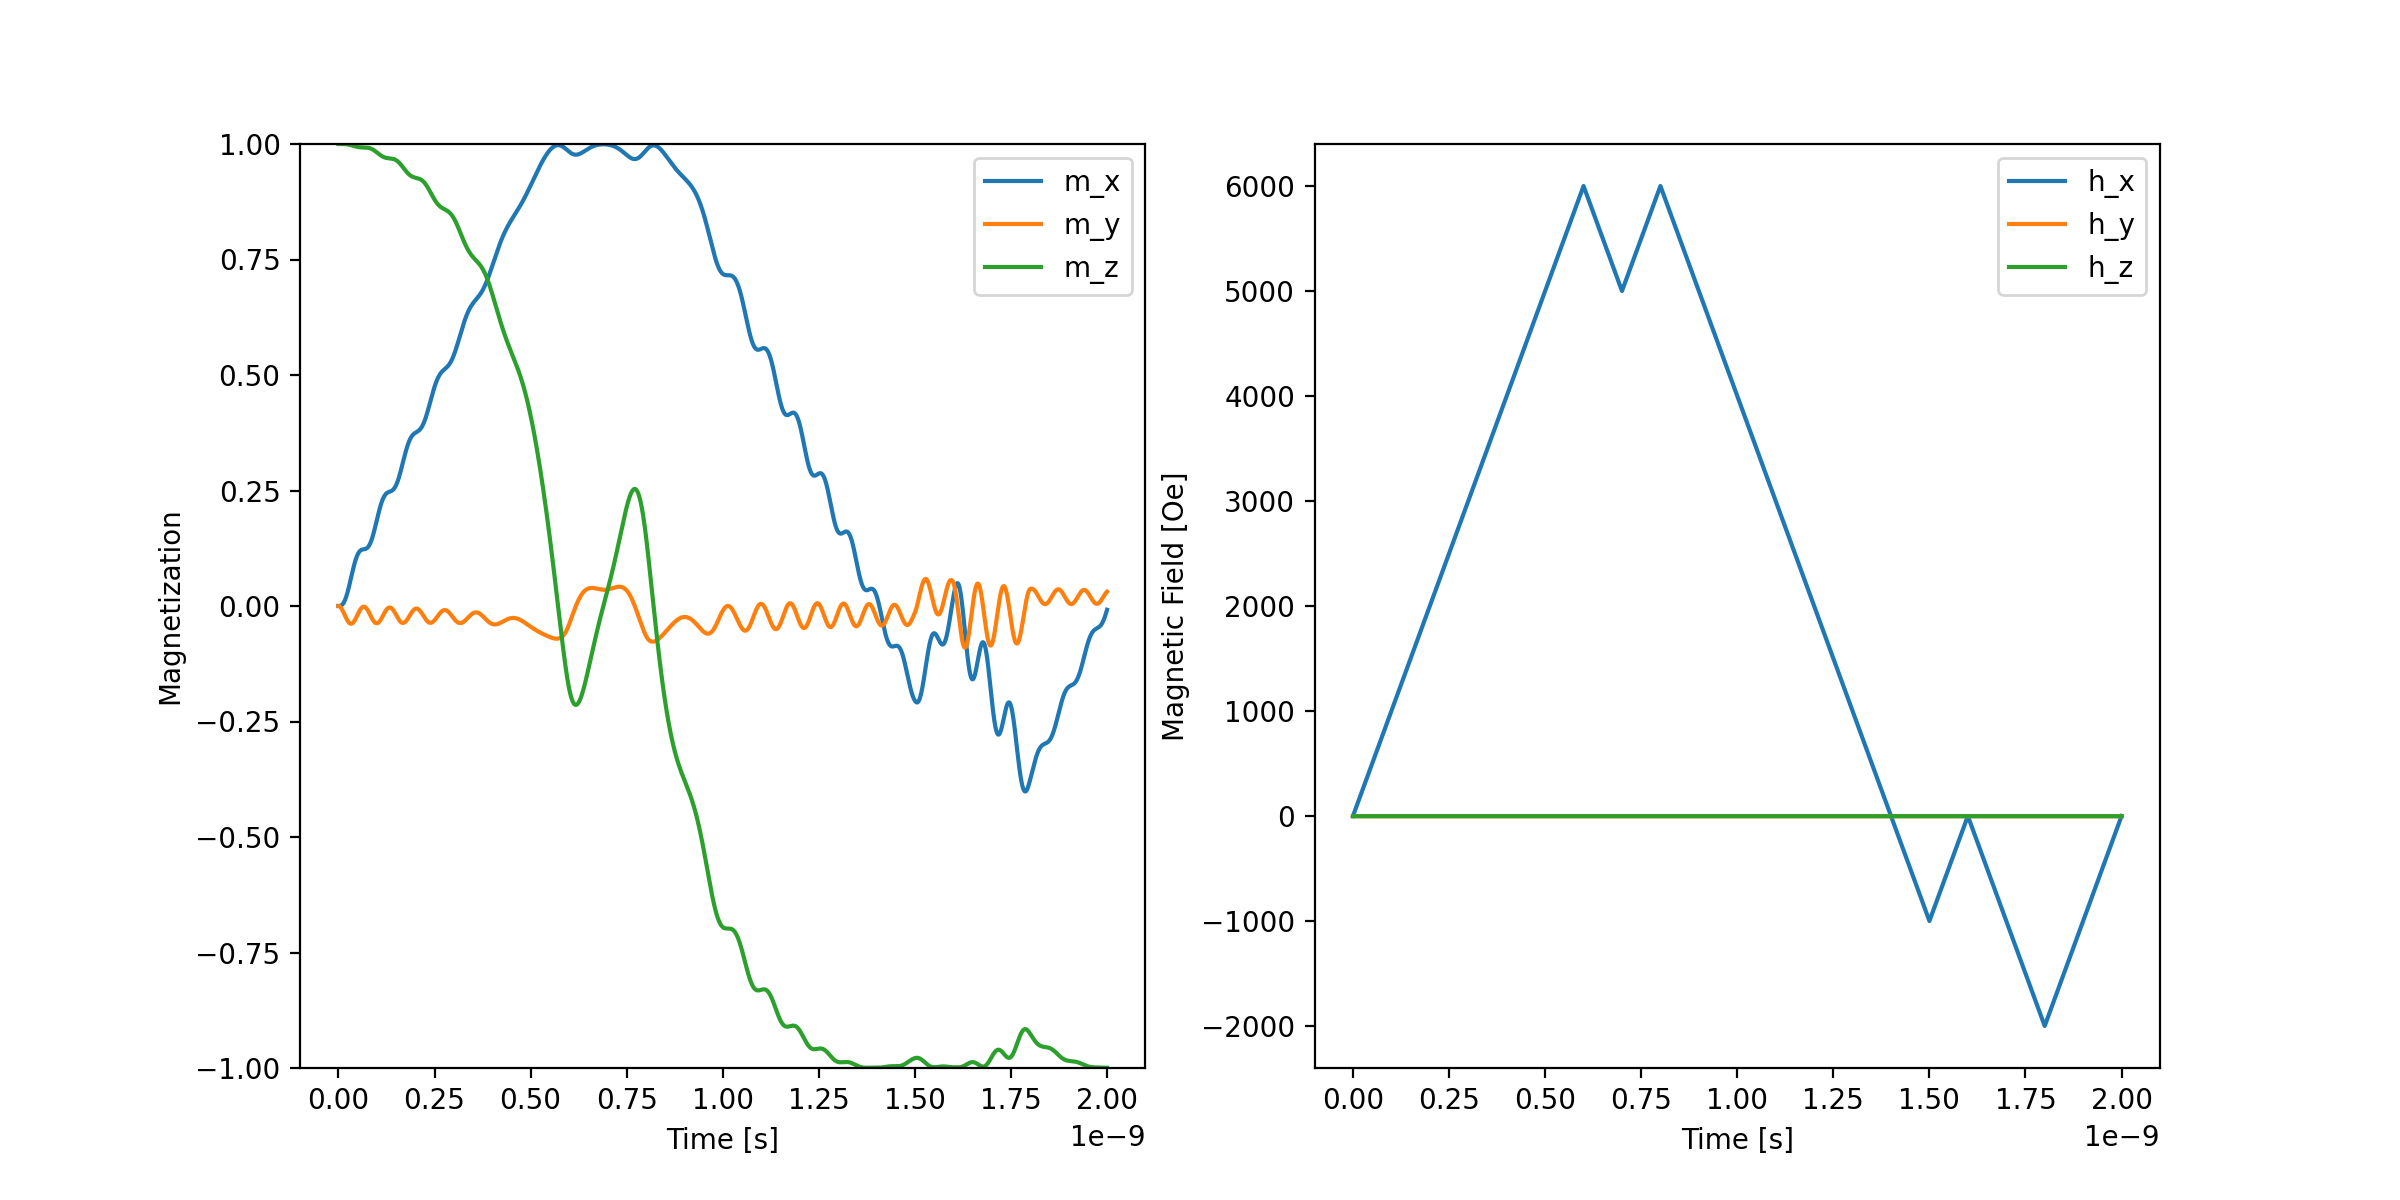 Magnetization
1.00
0.75
0.50
0.25
0.00
−0.25
−0.50
−0.75
−1.00
m_x
m_y
m_z
0.00 0.25 0.50 0.75 1.00 1.25 1.50 1.75 2.00
Time [s]
1e−9
Magnetic Field [Oe]
6000
5000
4000
3000
2000
1000
0
−1000
−2000
h_x
h_y
h_z
0.00 0.25 0.50 0.75 1.00 1.25 1.50 1.75 2.00
Time [s]
1e−9